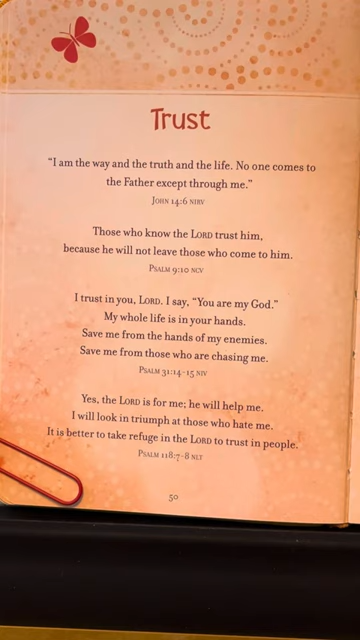 Trust
“I am the way and the truth and the life. No one comes to
the Father except through me.”
John 14:6 NIRV
Those who know the LORD trust him,
because he will not leave those who come to him.
Psalm 9:10 NCV
I trust in you, LORD. I say, “You are my God.”
My whole life is in your hands.
Save me from the hands of my enemies.
Save me from those who are chasing me.
Psalm 31:14–15 NIV
Yes, the LORD is for me; he will help me.
I will look in triumph at those who hate me.
It is better to take refuge in the LORD to trust in people.
Psalm 118:7–8 NLT
50